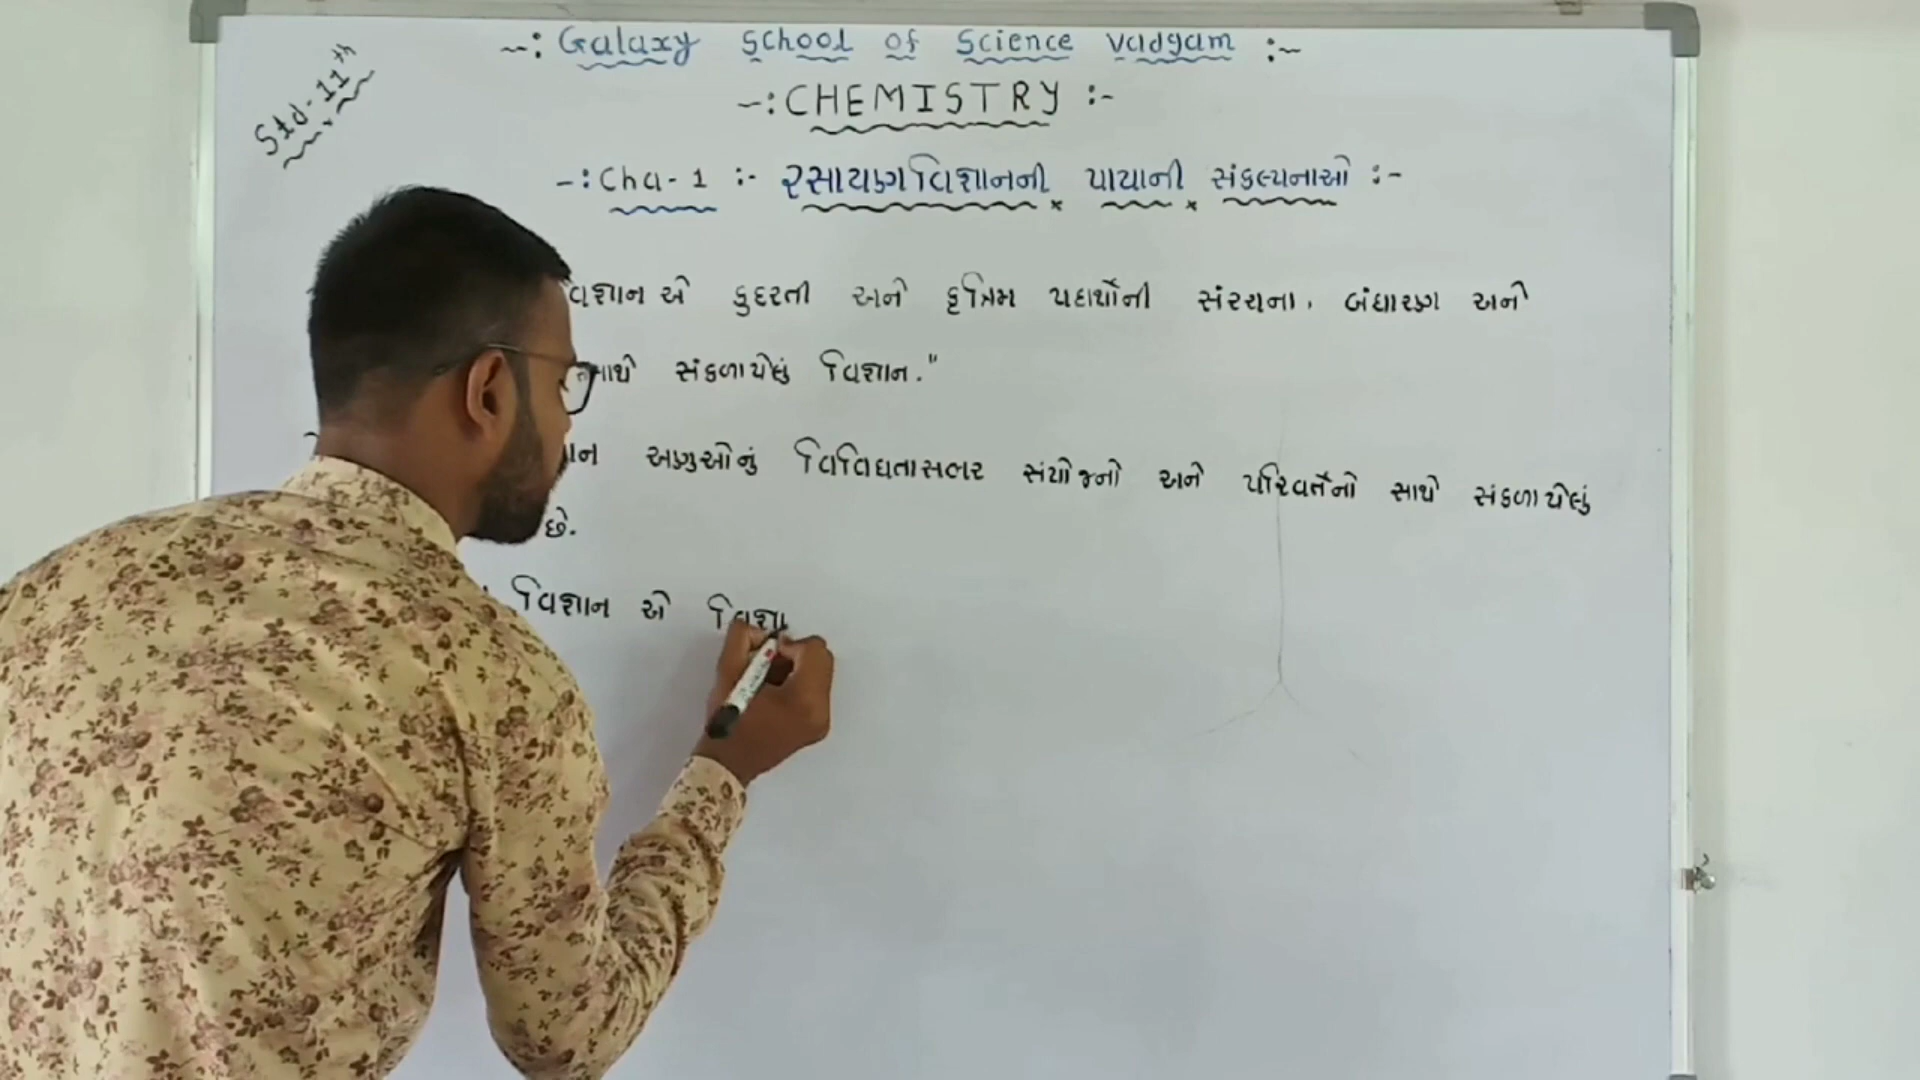 Std-11th
~: Galaxy School of Science Vadgam :~
~: CHEMISTRY :-
-: Cha-1 :- રસાયણવિજ્ઞાનની પાયાની સંકલ્પનાઓ :-
વિજ્ઞાન એ કુદરતી અને કૃત્રિમ પદાર્થોની સંરચના, બંધારણ અને
સાથે સંકળાયેલું વિજ્ઞાન."
અણુઓનું વિવિધતાસભર સંયોજનો અને પરિવર્તનો સાથે સંકળાયેલું
છે.
વિજ્ઞાન એ વિજ્ઞા